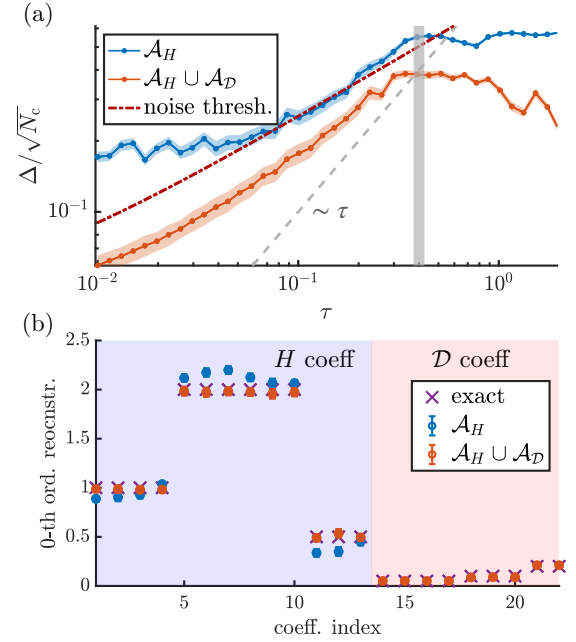 (a)
Δ/√N_c
10^{-1}
𝒜_H
𝒜_H ∪ 𝒜_𝒟
noise thresh.
∼ τ
10^{-2}
10^{-1}
10^0
τ
(b)
0-th ord. reocnstr.
2.5
2
1.5
1
0.5
0
H coeff
𝒟 coeff
exact
𝒜_H
𝒜_H ∪ 𝒜_𝒟
5
10
15
20
coeff. index